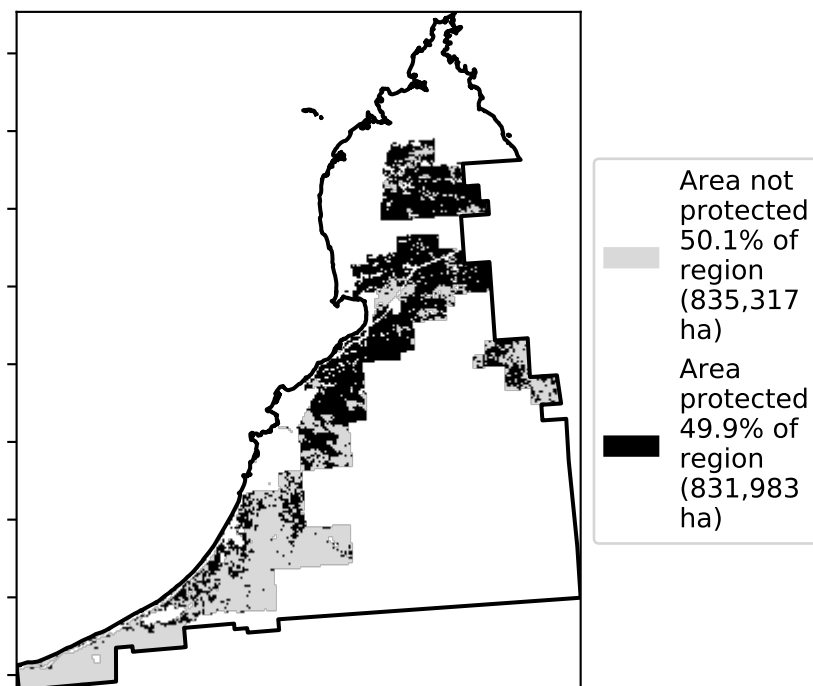 Area not
protected
50.1% of
region
(835,317
ha)
Area
protected
49.9% of
region
(831,983
ha)